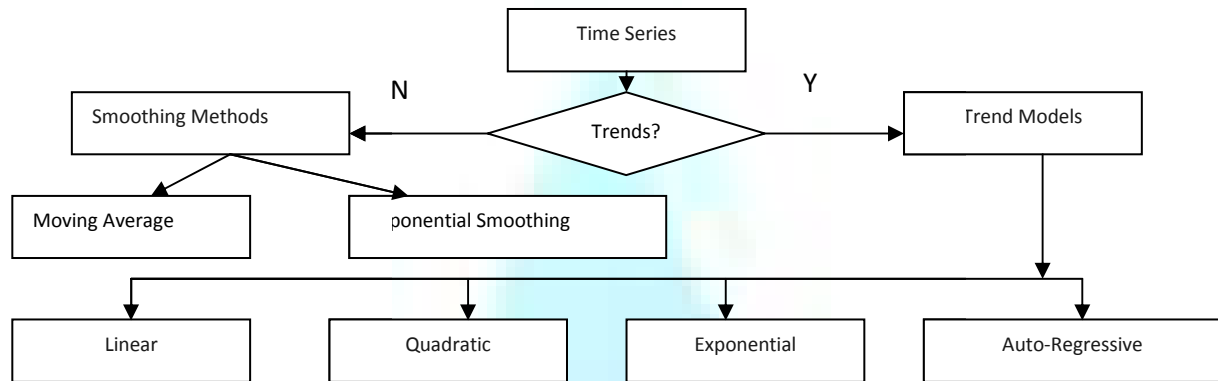 Time Series
N
Y
Smoothing Methods
Trends?
Trend Models
Moving Average
ponential Smoothing
Linear
Quadratic
Exponential
Auto-Regressive